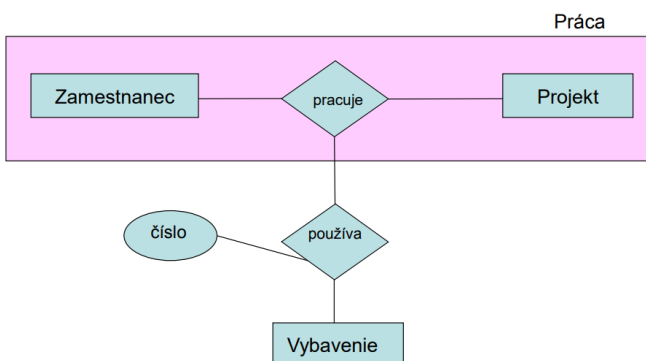 Práca
Zamestnanec
pracuje
Projekt
číslo
používa
Vybavenie